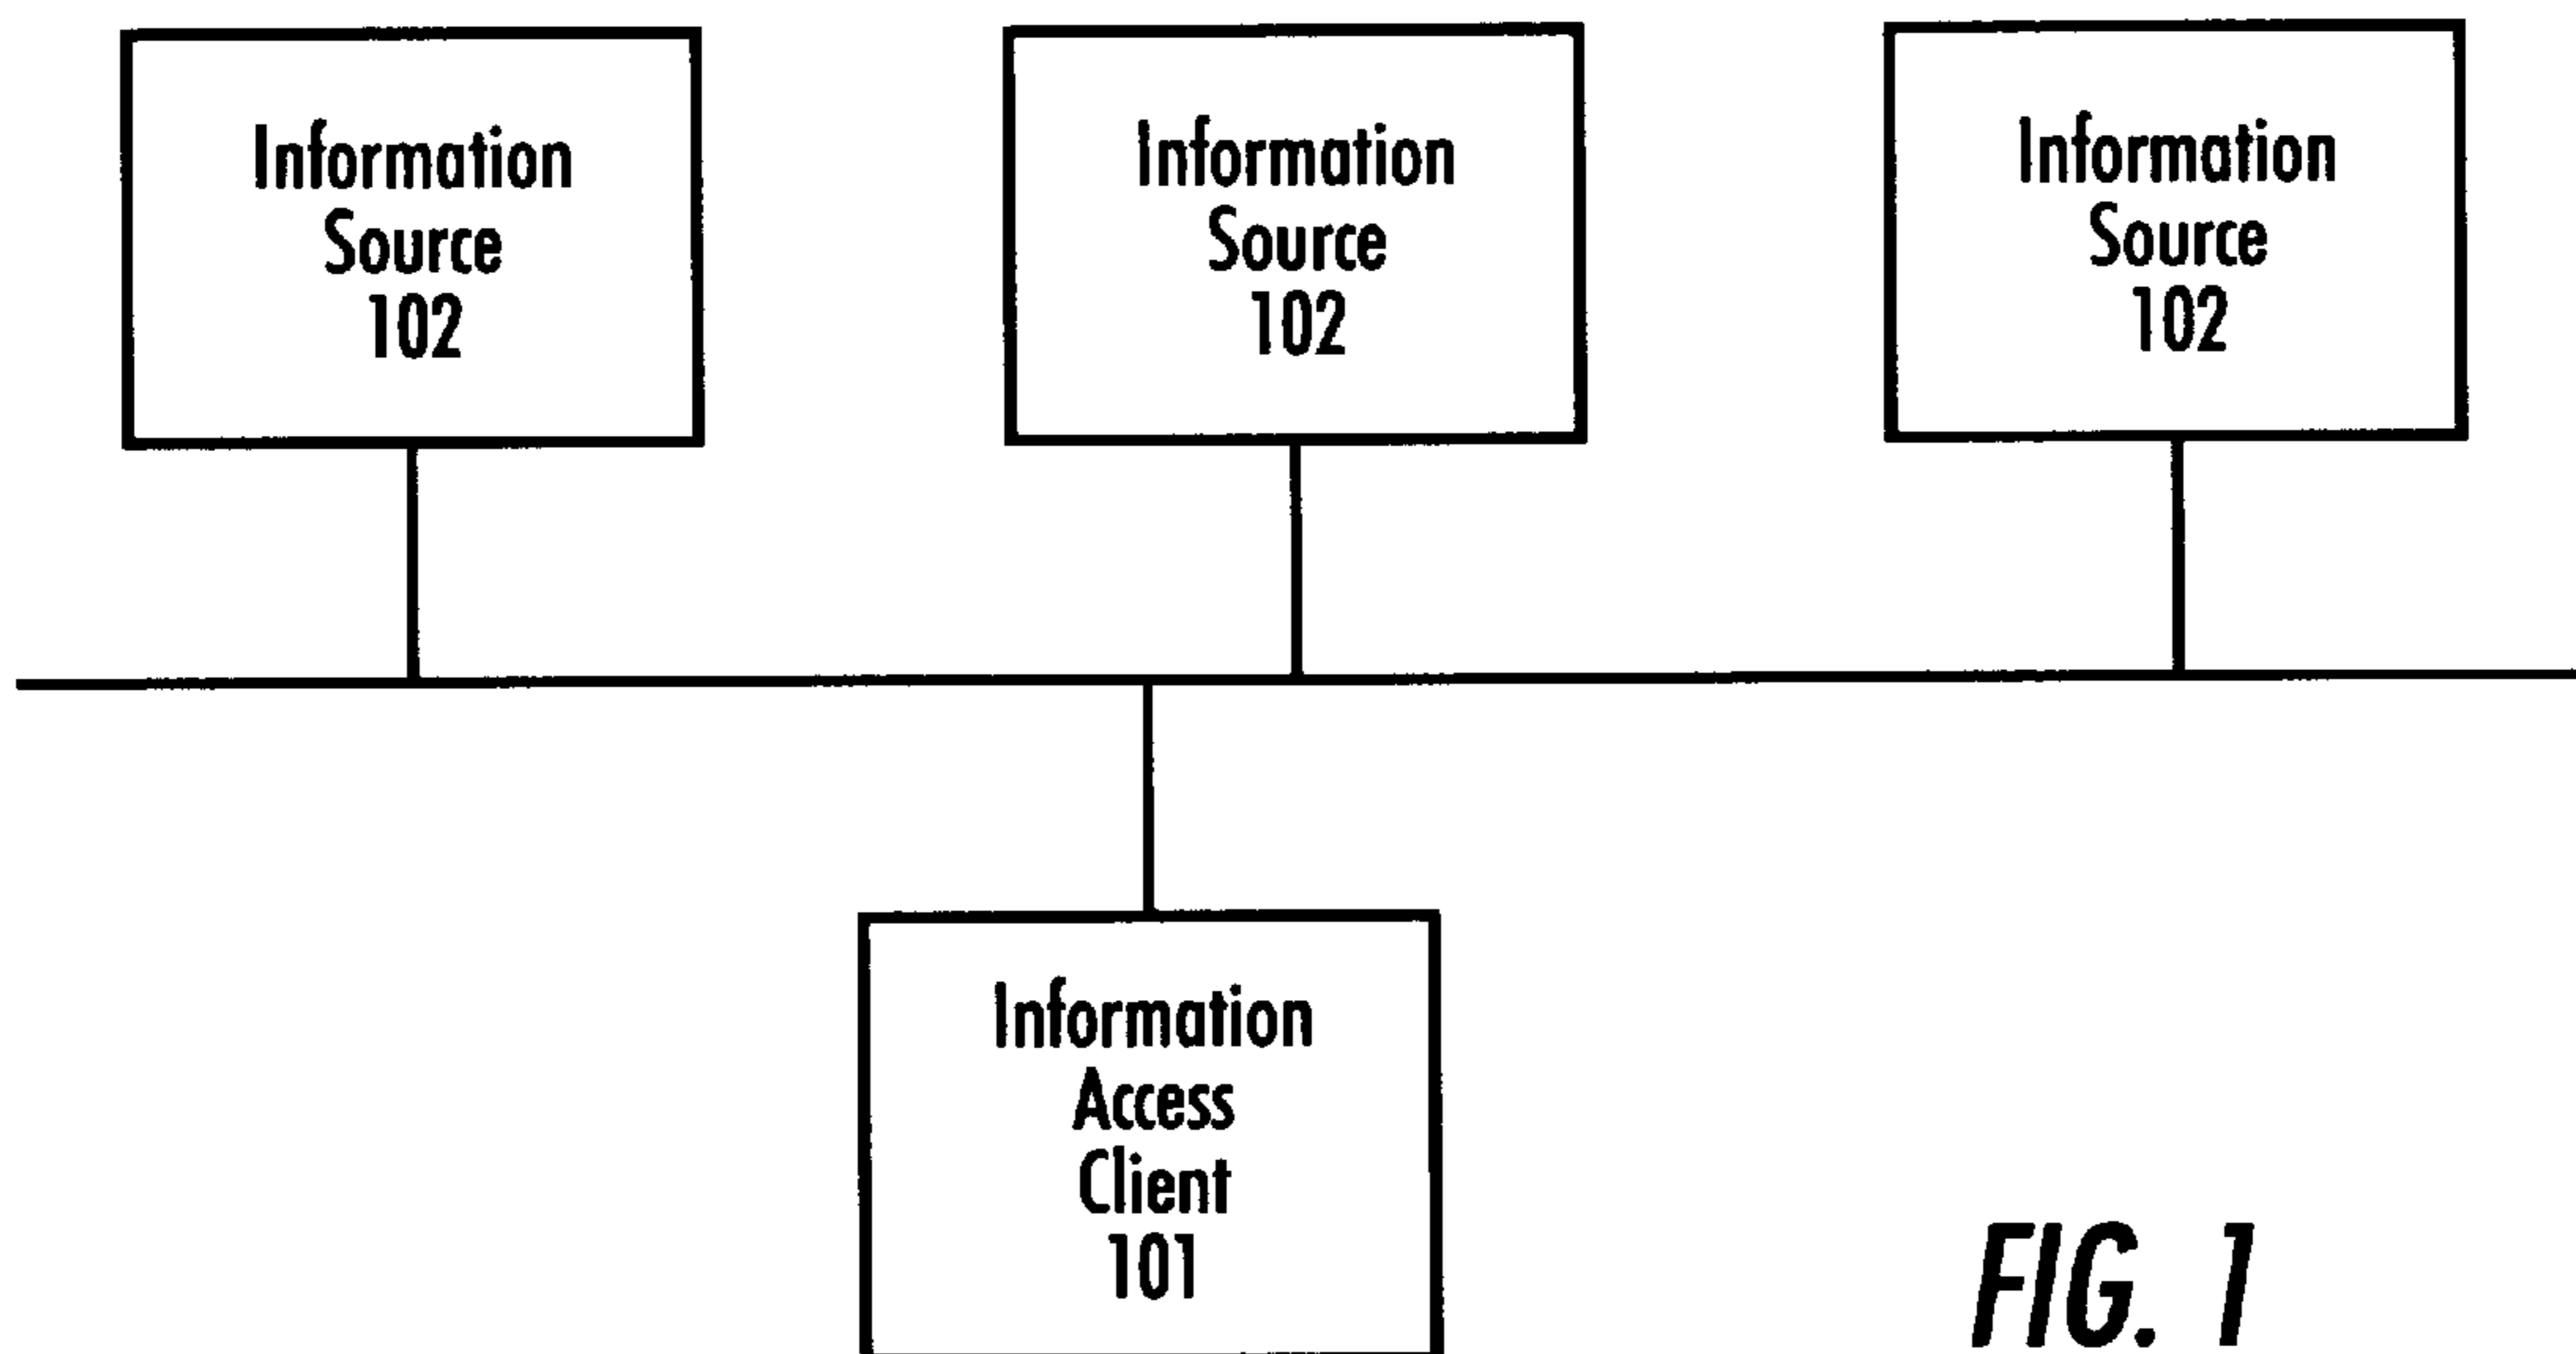 Information
Source
102
Information
Source
102
Information
Source
102
Information
Access
Client
101
FIG. 1